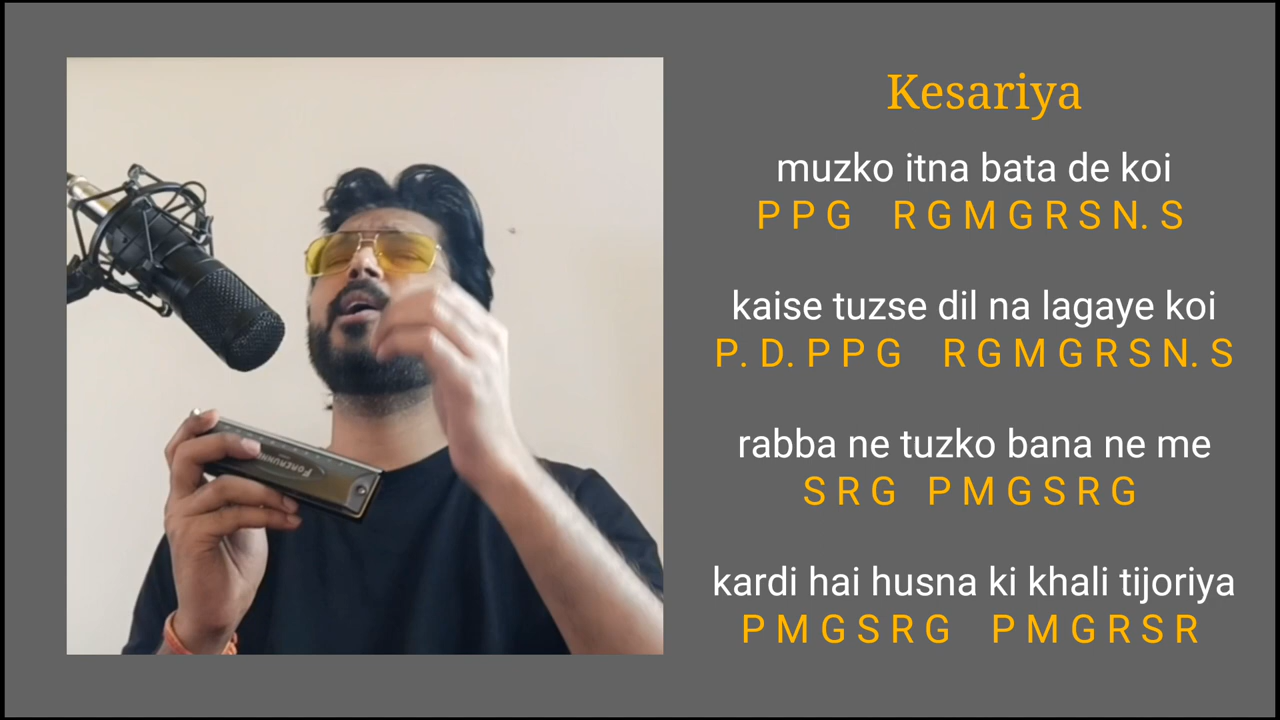 Kesariya
muzko itna bata de koi
P P G R G M G R S N. S
kaise tuzse dil na lagaye koi
P. D. P P G R G M G R S N. S
rabba ne tuzko bana ne me
S R G P M G S R G
kardi hai husna ki khali tijoriya
P M G S R G P M G R S R
FORERUNNER